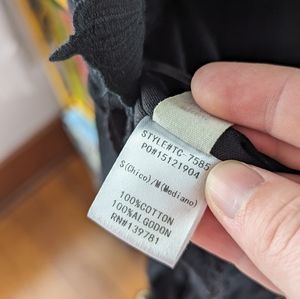 STYLE#TC-7585
PO#15121904
S(Chico)/M(Mediano)
100%COTTON
100%ALGODON
RN#139781